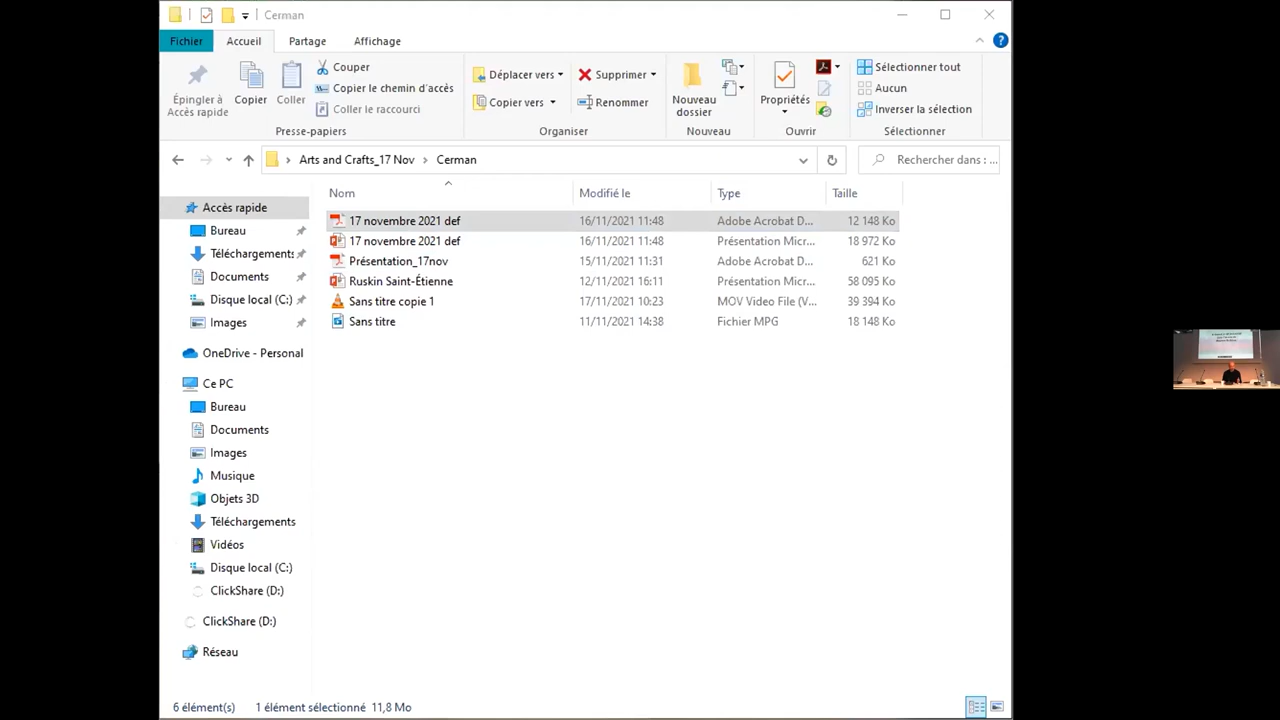 Cerman
Fichier Accueil Partage Affichage
Épingler à Accès rapide
Copier
Coller
Couper
Copier le chemin d'accès
Coller le raccourci
Presse-papiers
Déplacer vers
Copier vers
Supprimer
Renommer
Organiser
Nouveau dossier
Nouveau
Propriétés
Ouvrir
Sélectionner tout
Aucun
Inverser la sélection
Sélectionner
Arts and Crafts_17 Nov > Cerman
Rechercher dans : ...
Nom Modifié le Type Taille
17 novembre 2021 def 16/11/2021 11:48 Adobe Acrobat D... 12 148 Ko
17 novembre 2021 def 16/11/2021 11:48 Présentation Micr... 18 972 Ko
Présentation_17nov 15/11/2021 11:31 Adobe Acrobat D... 621 Ko
Ruskin Saint-Étienne 12/11/2021 16:11 Présentation Micr... 58 095 Ko
Sans titre copie 1 17/11/2021 10:23 MOV Video File (V... 39 394 Ko
Sans titre 11/11/2021 14:38 Fichier MPG 18 148 Ko
Accès rapide
Bureau
Téléchargements
Documents
Disque local (C:)
Images
OneDrive - Personal
Ce PC
Bureau
Documents
Images
Musique
Objets 3D
Téléchargements
Vidéos
Disque local (C:)
ClickShare (D:)
ClickShare (D:)
Réseau
6 élément(s) 1 élément sélectionné 11,8 Mo